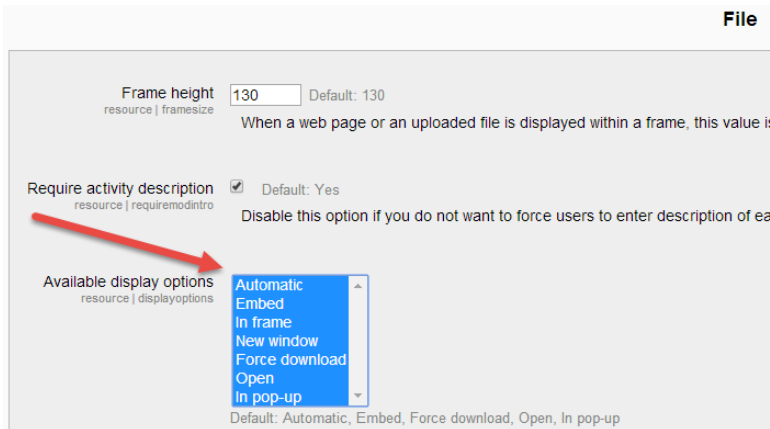 File
Frame height 130 Default: 130
resource | framesize
When a web page or an uploaded file is displayed within a frame, this value is
Require activity description Default: Yes
resource | requiremodintro
Disable this option if you do not want to force users to enter description of ea
Available display options
resource | displayoptions
Automatic
Embed
In frame
New window
Force download
Open
In pop-up
Default: Automatic, Embed, Force download, Open, In pop-up